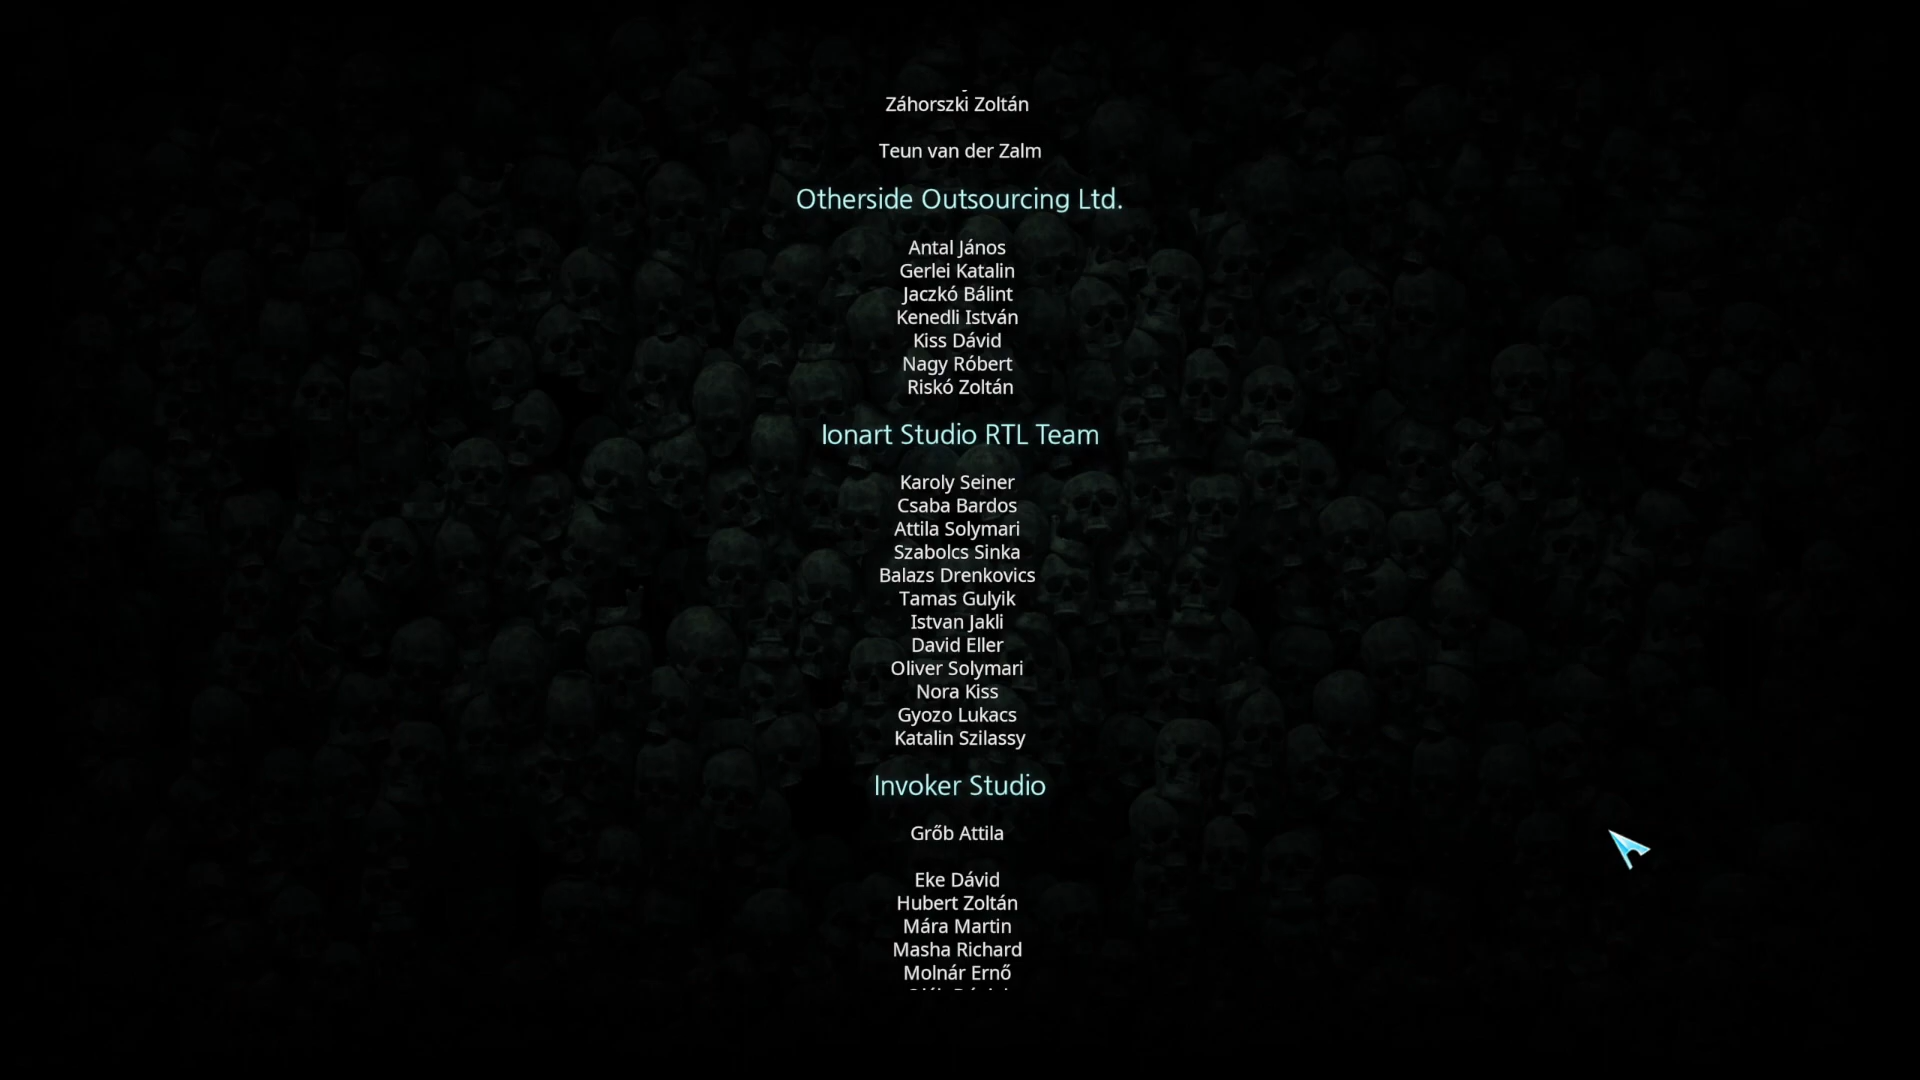 Záhorszki Zoltán
Teun van der Zalm
Otherside Outsourcing Ltd.
Antal János
Gerlei Katalin
Jaczkó Bálint
Kenedli István
Kiss Dávid
Nagy Róbert
Riskó Zoltán
Ionart Studio RTL Team
Karoly Seiner
Csaba Bardos
Attila Solymari
Szabolcs Sinka
Balazs Drenkovics
Tamas Gulyik
Istvan Jakli
David Eller
Oliver Solymari
Nora Kiss
Gyozo Lukacs
Katalin Szilassy
Invoker Studio
Grőb Attila
Eke Dávid
Hubert Zoltán
Mára Martin
Masha Richard
Molnár Ernő